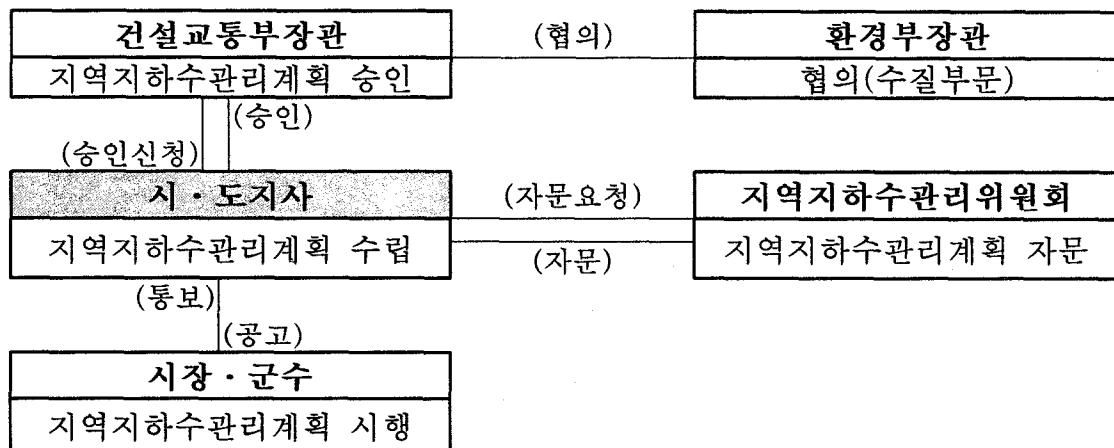 건설교통부장관 (협의) 환경부장관
지역지하수관리계획 승인 협의(수질부문)
(승인)
(승인신청)
시·도지사 (자문요청) 지역지하수관리위원회
지역지하수관리계획 수립 (자문) 지역지하수관리계획 자문
(통보)
(공고)
시장·군수
지역지하수관리계획 시행